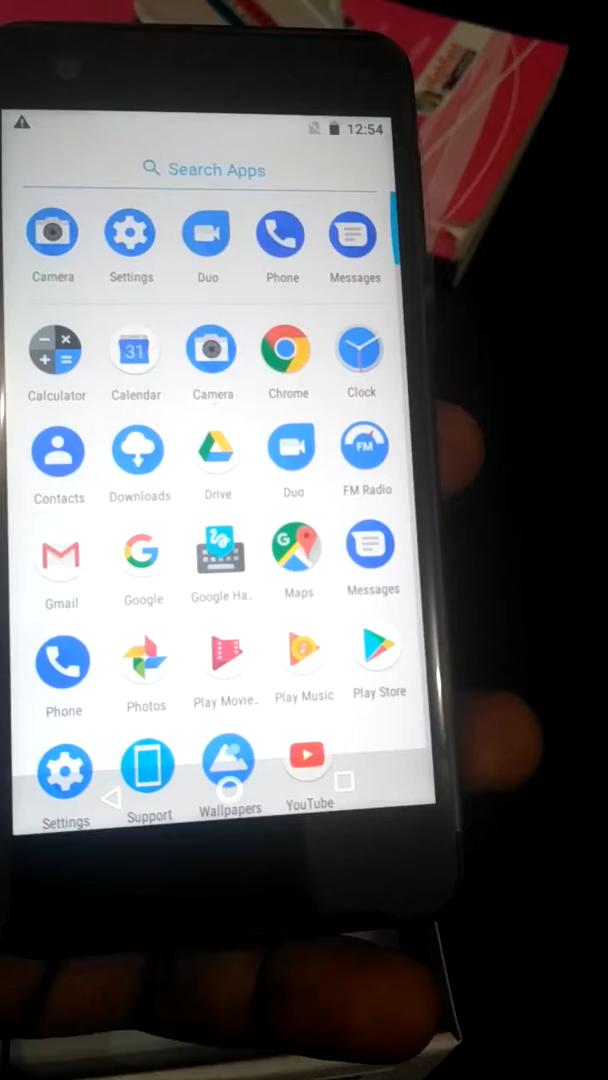 12:54
Search Apps
Camera Settings Duo Phone Messages
Calculator Calendar Camera Chrome Clock
31
Contacts Downloads Drive Duo FM Radio
FM
Gmail Google Google Ha.. Maps Messages
G
Phone Photos Play Movie.. Play Music Play Store
Settings Support Wallpapers YouTube